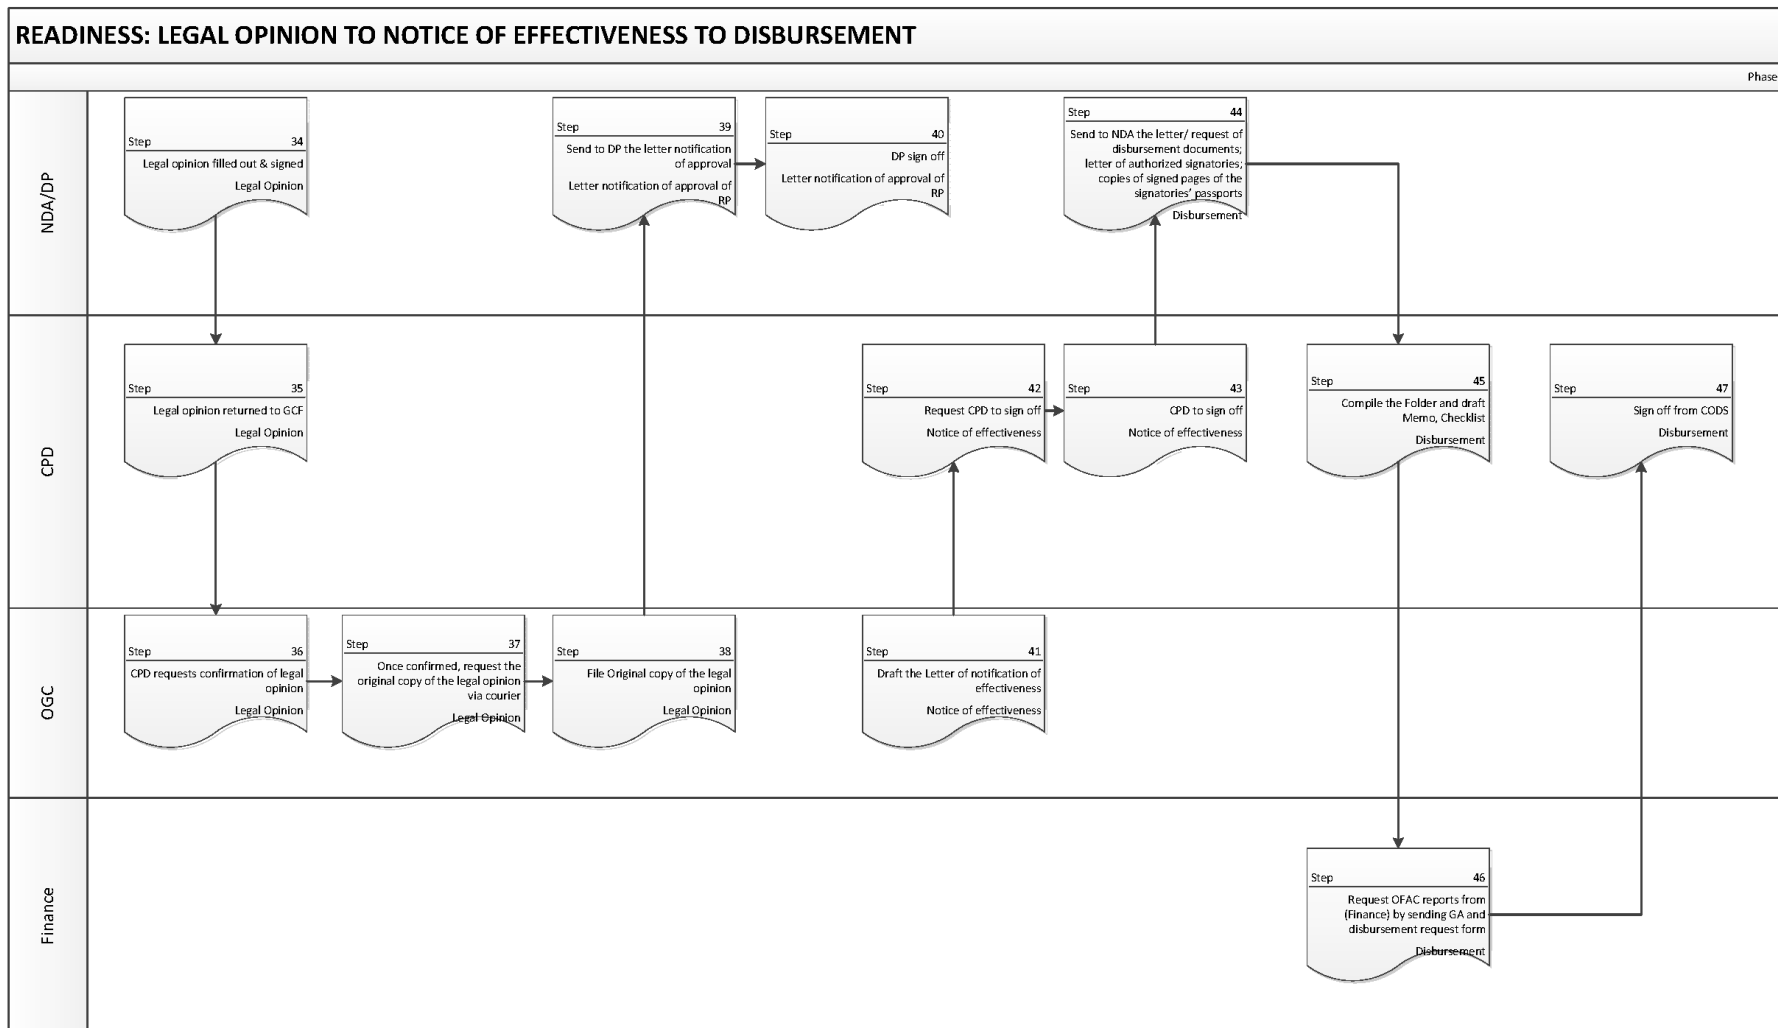 READINESS: LEGAL OPINION TO NOTICE OF EFFECTIVENESS TO DISBURSEMENT
Phase
NDA/DP
Step 34
Legal opinion filled out & signed
Legal Opinion
Step 39
Send to DP the letter notification
of approval
Letter notification of approval of
RP
Step 40
DP sign off
Letter notification of approval of
RP
Step 44
Send to NDA the letter/ request of
disbursement documents;
letter of authorized signatories;
copies of signed pages of the
signatories' passports
Disbursement
CPD
Step 35
Legal opinion returned to GCF
Legal Opinion
Step 42
Request CPD to sign off
Notice of effectiveness
Step 43
CPD to sign off
Notice of effectiveness
Step 45
Compile the Folder and draft
Memo, Checklist
Disbursement
Step 47
Sign off from CODS
Disbursement
OGC
Step 36
CPD requests confirmation of legal
opinion
Legal Opinion
Step 37
Once confirmed, request the
original copy of the legal opinion
via courier
Legal Opinion
Step 38
File Original copy of the legal
opinion
Legal Opinion
Step 41
Draft the Letter of notification of
effectiveness
Notice of effectiveness
Finance
Step 46
Request OFAC reports from
(Finance) by sending GA and
disbursement request form
Disbursement